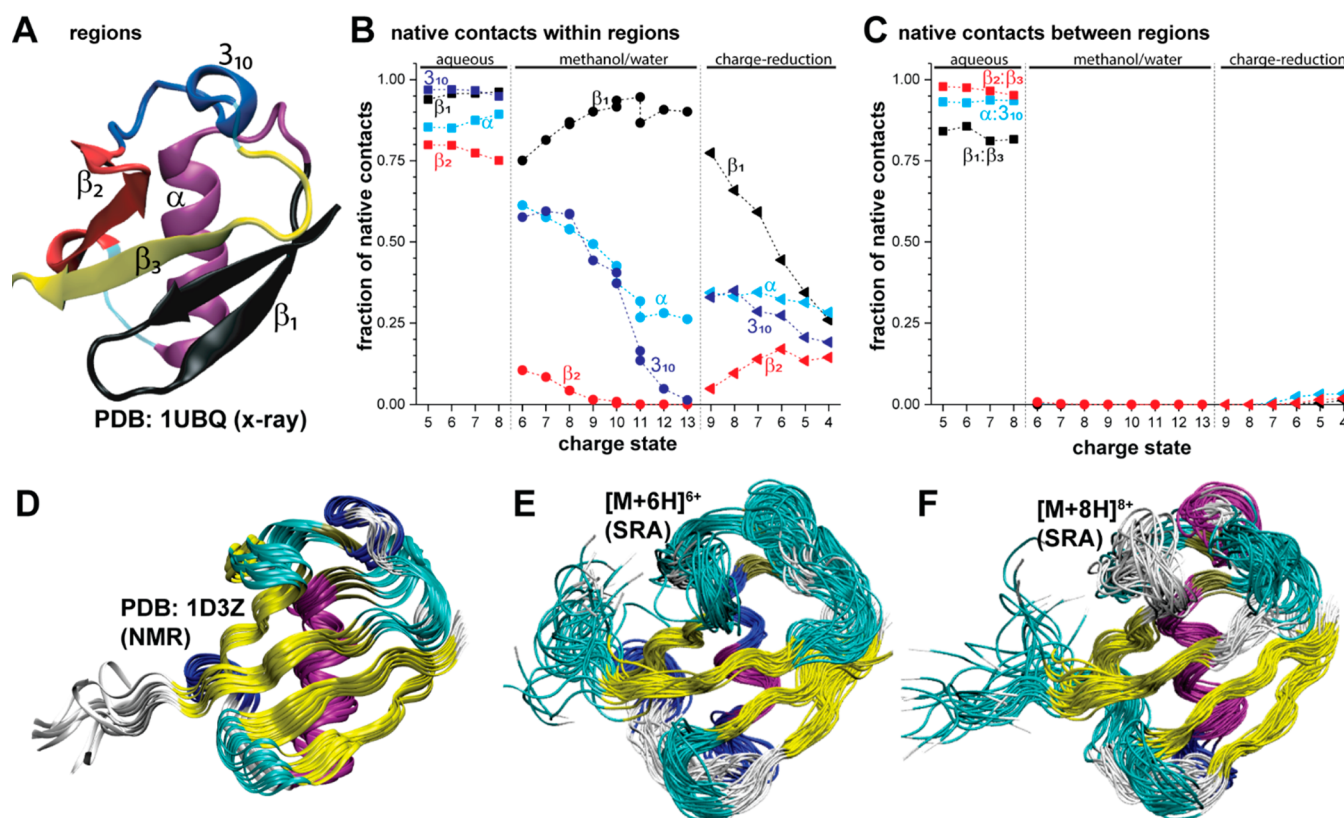 A regions
3₁₀
β₂
α
β₃
β₁
PDB: 1UBQ (x-ray)
B native contacts within regions
aqueous methanol/water charge-reduction
fraction of native contacts
1.00
0.75
0.50
0.25
0.00
3₁₀
β₁
α
β₂
β₁
α
3₁₀
β₂
β₁
α
3₁₀
β₂
5 6 7 8 6 7 8 9 10 11 12 13 9 8 7 6 5 4
charge state
C native contacts between regions
aqueous methanol/water charge-reduction
fraction of native contacts
1.00
0.75
0.50
0.25
0.00
β₂:β₃
α:3₁₀
β₁:β₃
5 6 7 8 6 7 8 9 10 11 12 13 9 8 7 6 5 4
charge state
D
PDB: 1D3Z
(NMR)
E
[M+6H]⁶⁺
(SRA)
F
[M+8H]⁸⁺
(SRA)